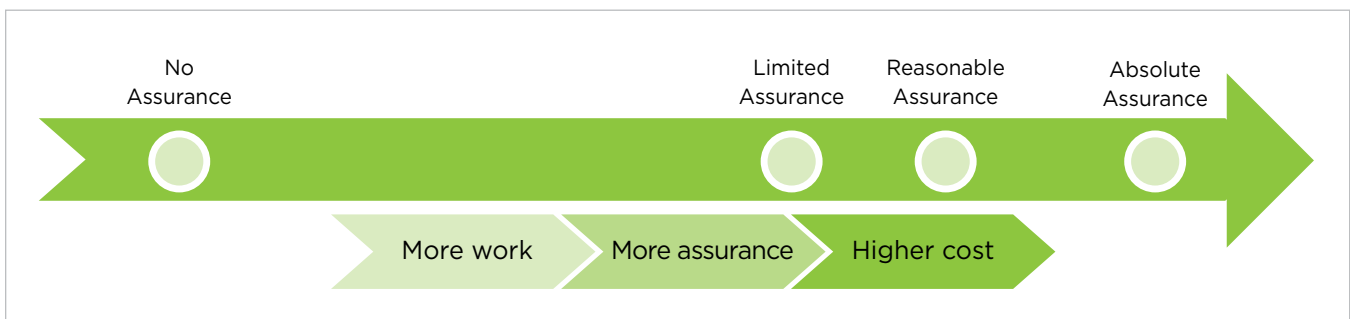 No
Assurance
Limited
Assurance
Reasonable
Assurance
Absolute
Assurance
More work
More assurance
Higher cost